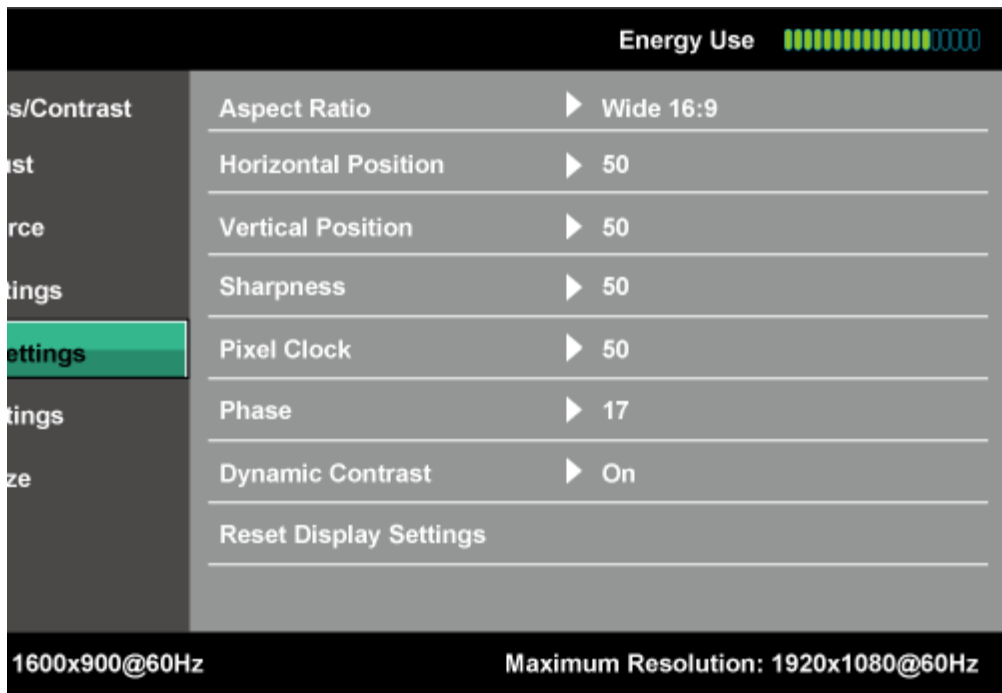 Energy Use
s/Contrast
Aspect Ratio Wide 16:9
ust
Horizontal Position 50
rce
Vertical Position 50
tings
Sharpness 50
ettings
Pixel Clock 50
tings
Phase 17
ze
Dynamic Contrast On
Reset Display Settings
1600x900@60Hz Maximum Resolution: 1920x1080@60Hz